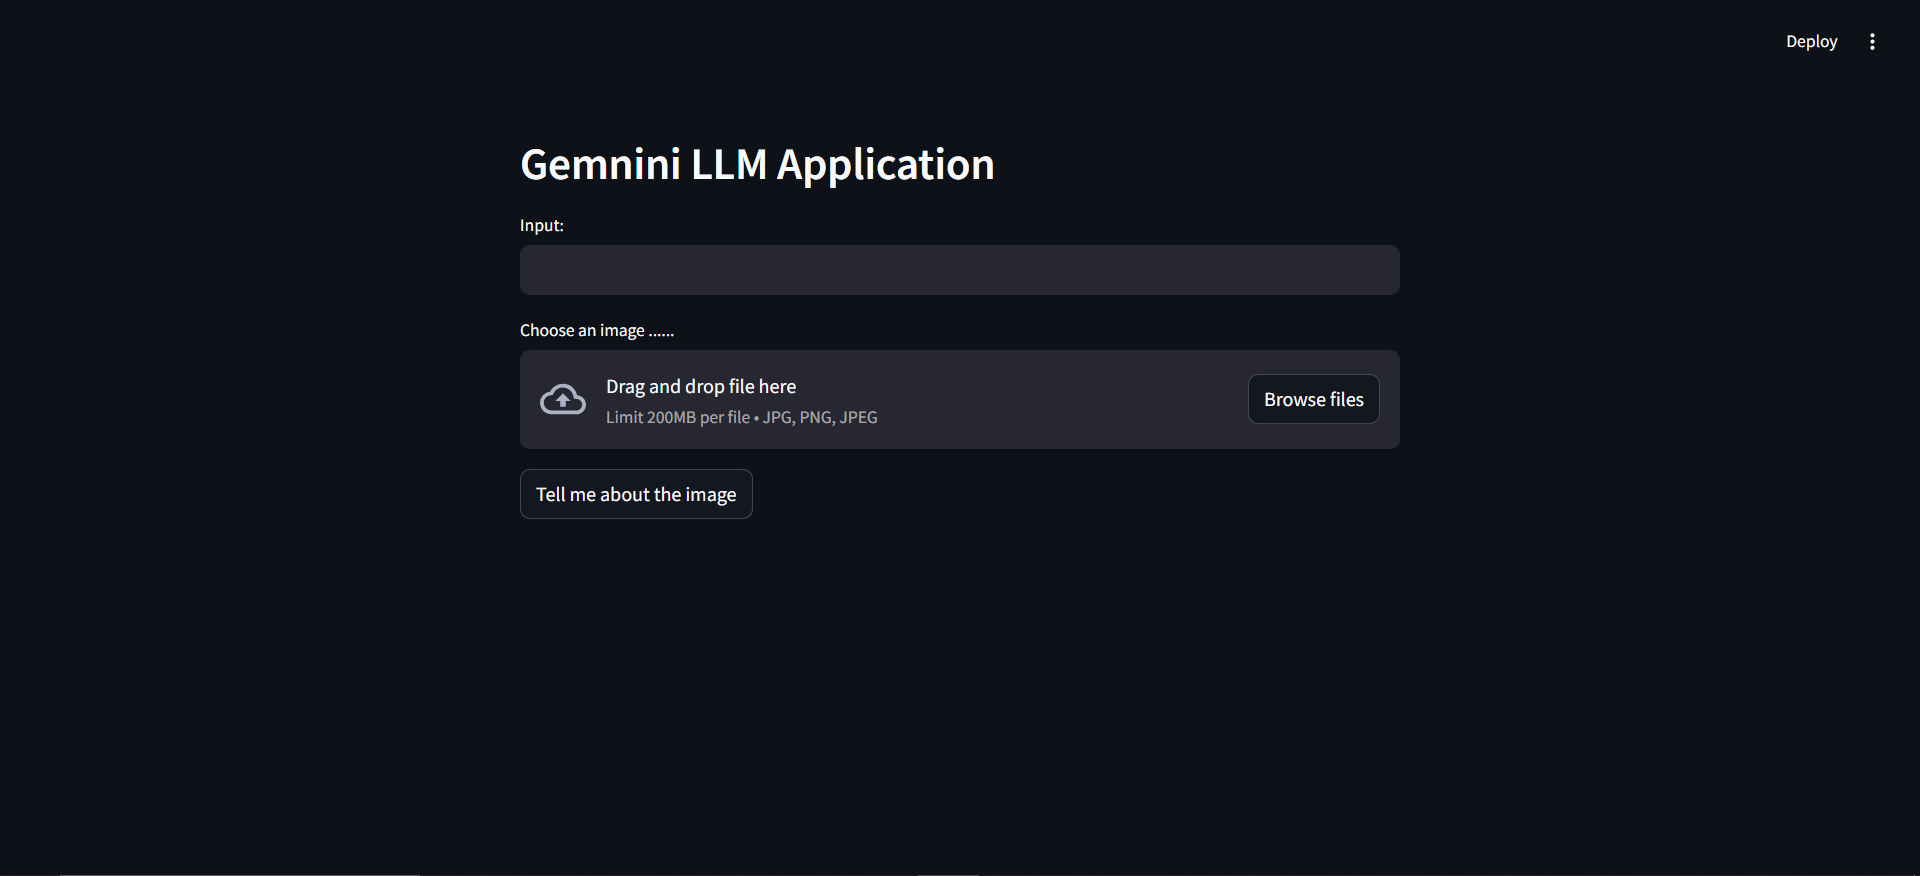 Deploy
Gemnini LLM Application
Input:
Choose an image ......
Drag and drop file here
Limit 200MB per file • JPG, PNG, JPEG
Browse files
Tell me about the image